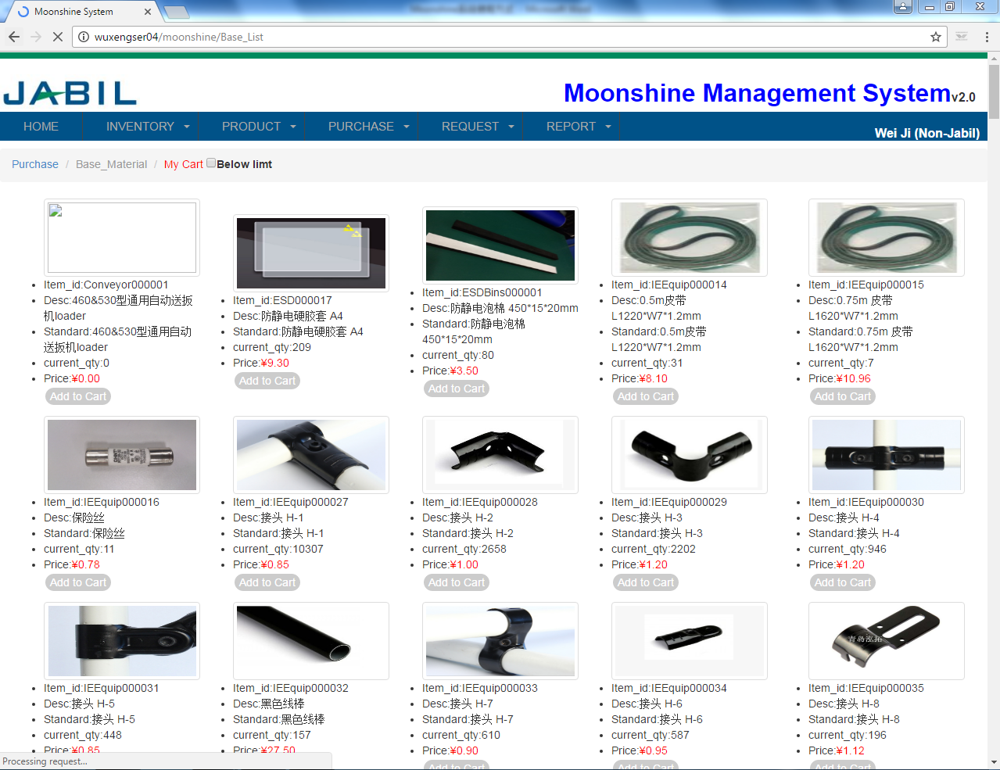 Moonshine System
wuxengser04/moonshine/Base_List
JABIL
Moonshine Management Systemv2.0
HOME INVENTORY PRODUCT PURCHASE REQUEST REPORT
Wei Ji (Non-Jabil)
Purchase / Base_Material / My Cart Below limt
Item_id:Conveyor000001
Desc:460&530型通用自动送扳
机loader
Standard:460&530型通用自动
送扳机loader
current_qty:0
Price:¥0.00
Add to Cart
Item_id:ESD000017
Desc:防静电硬胶套 A4
Standard:防静电硬胶套 A4
current_qty:209
Price:¥9.30
Add to Cart
Item_id:ESDBins000001
Desc:防静电泡棉 450*15*20mm
Standard:防静电泡棉
450*15*20mm
current_qty:80
Price:¥3.50
Add to Cart
Item_id:IEEquip000014
Desc:0.5m皮带
L1220*W7*1.2mm
Standard:0.5m皮带
L1220*W7*1.2mm
current_qty:31
Price:¥8.10
Add to Cart
Item_id:IEEquip000015
Desc:0.75m 皮带
L1620*W7*1.2mm
Standard:0.75m 皮带
L1620*W7*1.2mm
current_qty:7
Price:¥10.96
Add to Cart
Item_id:IEEquip000016
Desc:保险丝
Standard:保险丝
current_qty:11
Price:¥0.78
Add to Cart
Item_id:IEEquip000027
Desc:接头 H-1
Standard:接头 H-1
current_qty:10307
Price:¥0.85
Add to Cart
Item_id:IEEquip000028
Desc:接头 H-2
Standard:接头 H-2
current_qty:2658
Price:¥1.00
Add to Cart
Item_id:IEEquip000029
Desc:接头 H-3
Standard:接头 H-3
current_qty:2202
Price:¥1.20
Add to Cart
Item_id:IEEquip000030
Desc:接头 H-4
Standard:接头 H-4
current_qty:946
Price:¥1.20
Add to Cart
Item_id:IEEquip000031
Desc:接头 H-5
Standard:接头 H-5
current_qty:448
Price:¥0.85
Item_id:IEEquip000032
Desc:黑色线棒
Standard:黑色线棒
current_qty:157
Price:¥27.50
Item_id:IEEquip000033
Desc:接头 H-7
Standard:接头 H-7
current_qty:610
Price:¥0.90
Add to Cart
Item_id:IEEquip000034
Desc:接头 H-6
Standard:接头 H-6
current_qty:587
Price:¥0.95
Add to Cart
青岛泓拓
Item_id:IEEquip000035
Desc:接头 H-8
Standard:接头 H-8
current_qty:196
Price:¥1.12
Add to Cart
Processing request...